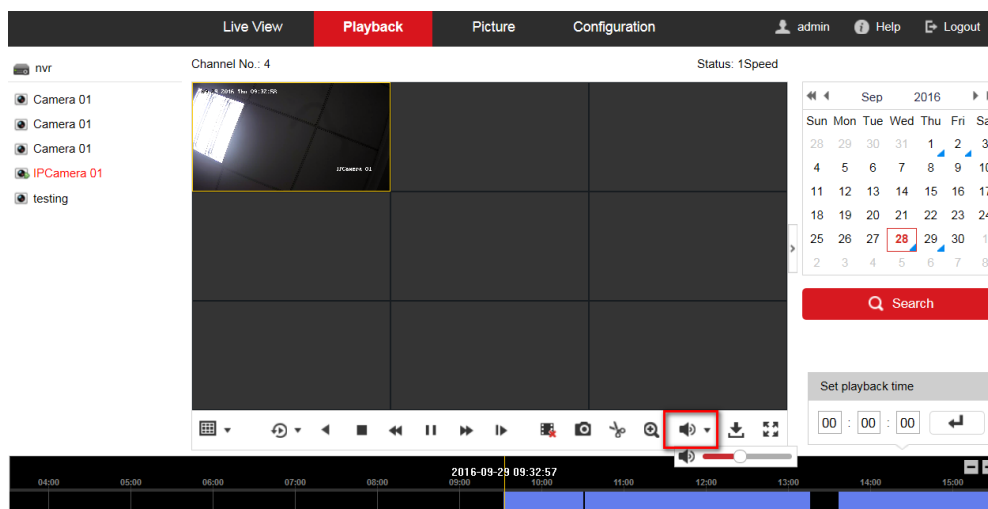 Live View Playback Picture Configuration admin Help Logout
nvr
Camera 01
Camera 01
Camera 01
IPCamera 01
testing
Channel No.: 4 Status: 1Speed
2016 Thu 09:32:58
IPCamera 01
Sep 2016
Sun Mon Tue Wed Thu Fri Sa
28 29 30 31 1 2 3
4 5 6 7 8 9 10
11 12 13 14 15 16 17
18 19 20 21 22 23 24
25 26 27 28 29 30 1
2 3 4 5 6 7 8
Search
Set playback time
00 : 00 : 00
2016-09-29 09:32:57
04:00 05:00 06:00 07:00 08:00 09:00 10:00 11:00 12:00 13:00 14:00 15:00